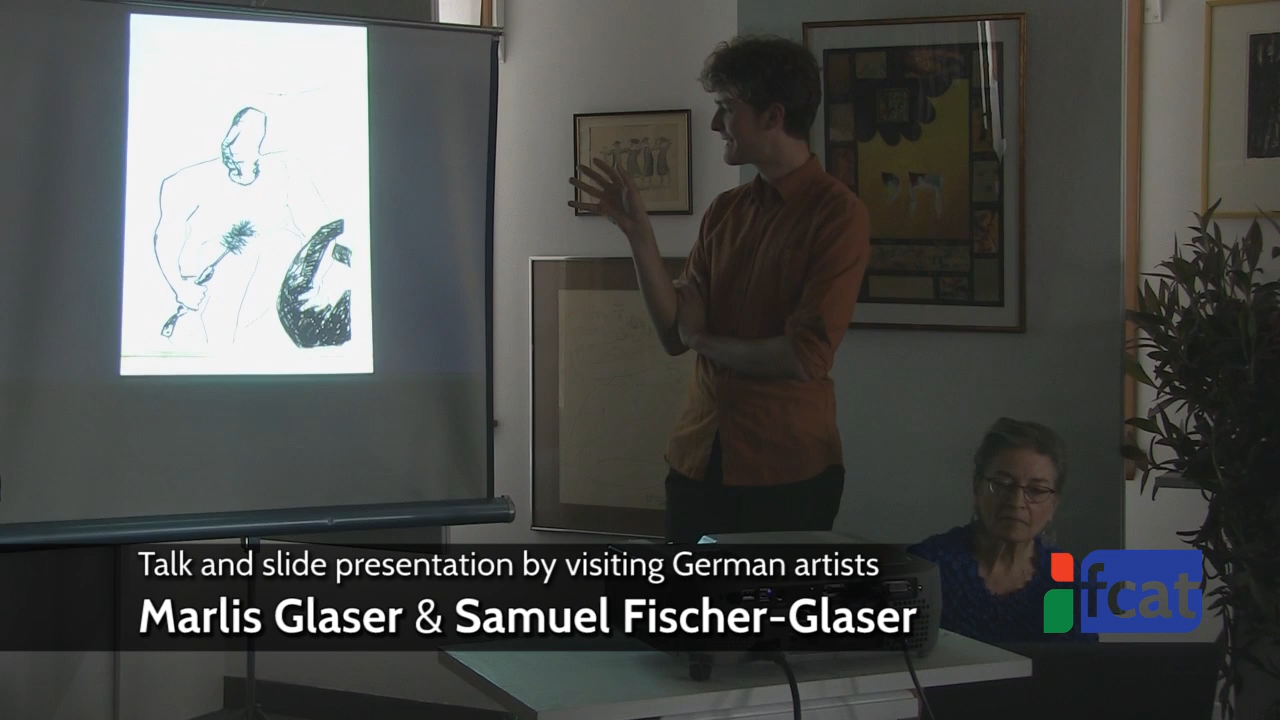 Talk and slide presentation by visiting German artists
Marlis Glaser & Samuel Fischer-Glaser
fcat